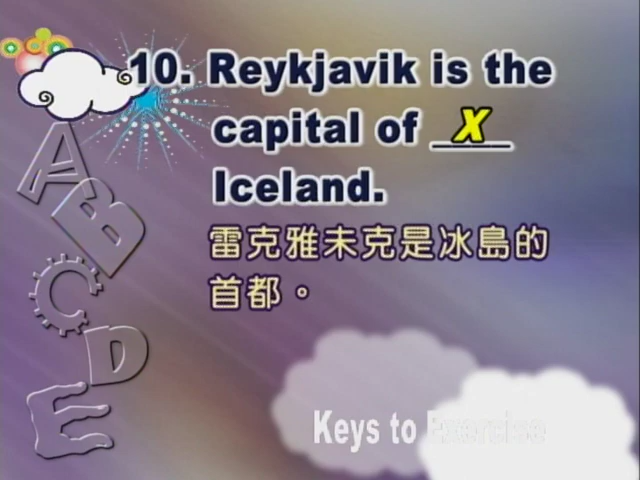 10. Reykjavik is the
capital of X
Iceland.
雷克雅未克是冰島的
首都。
A
B
C
D
E
Keys to Exercise